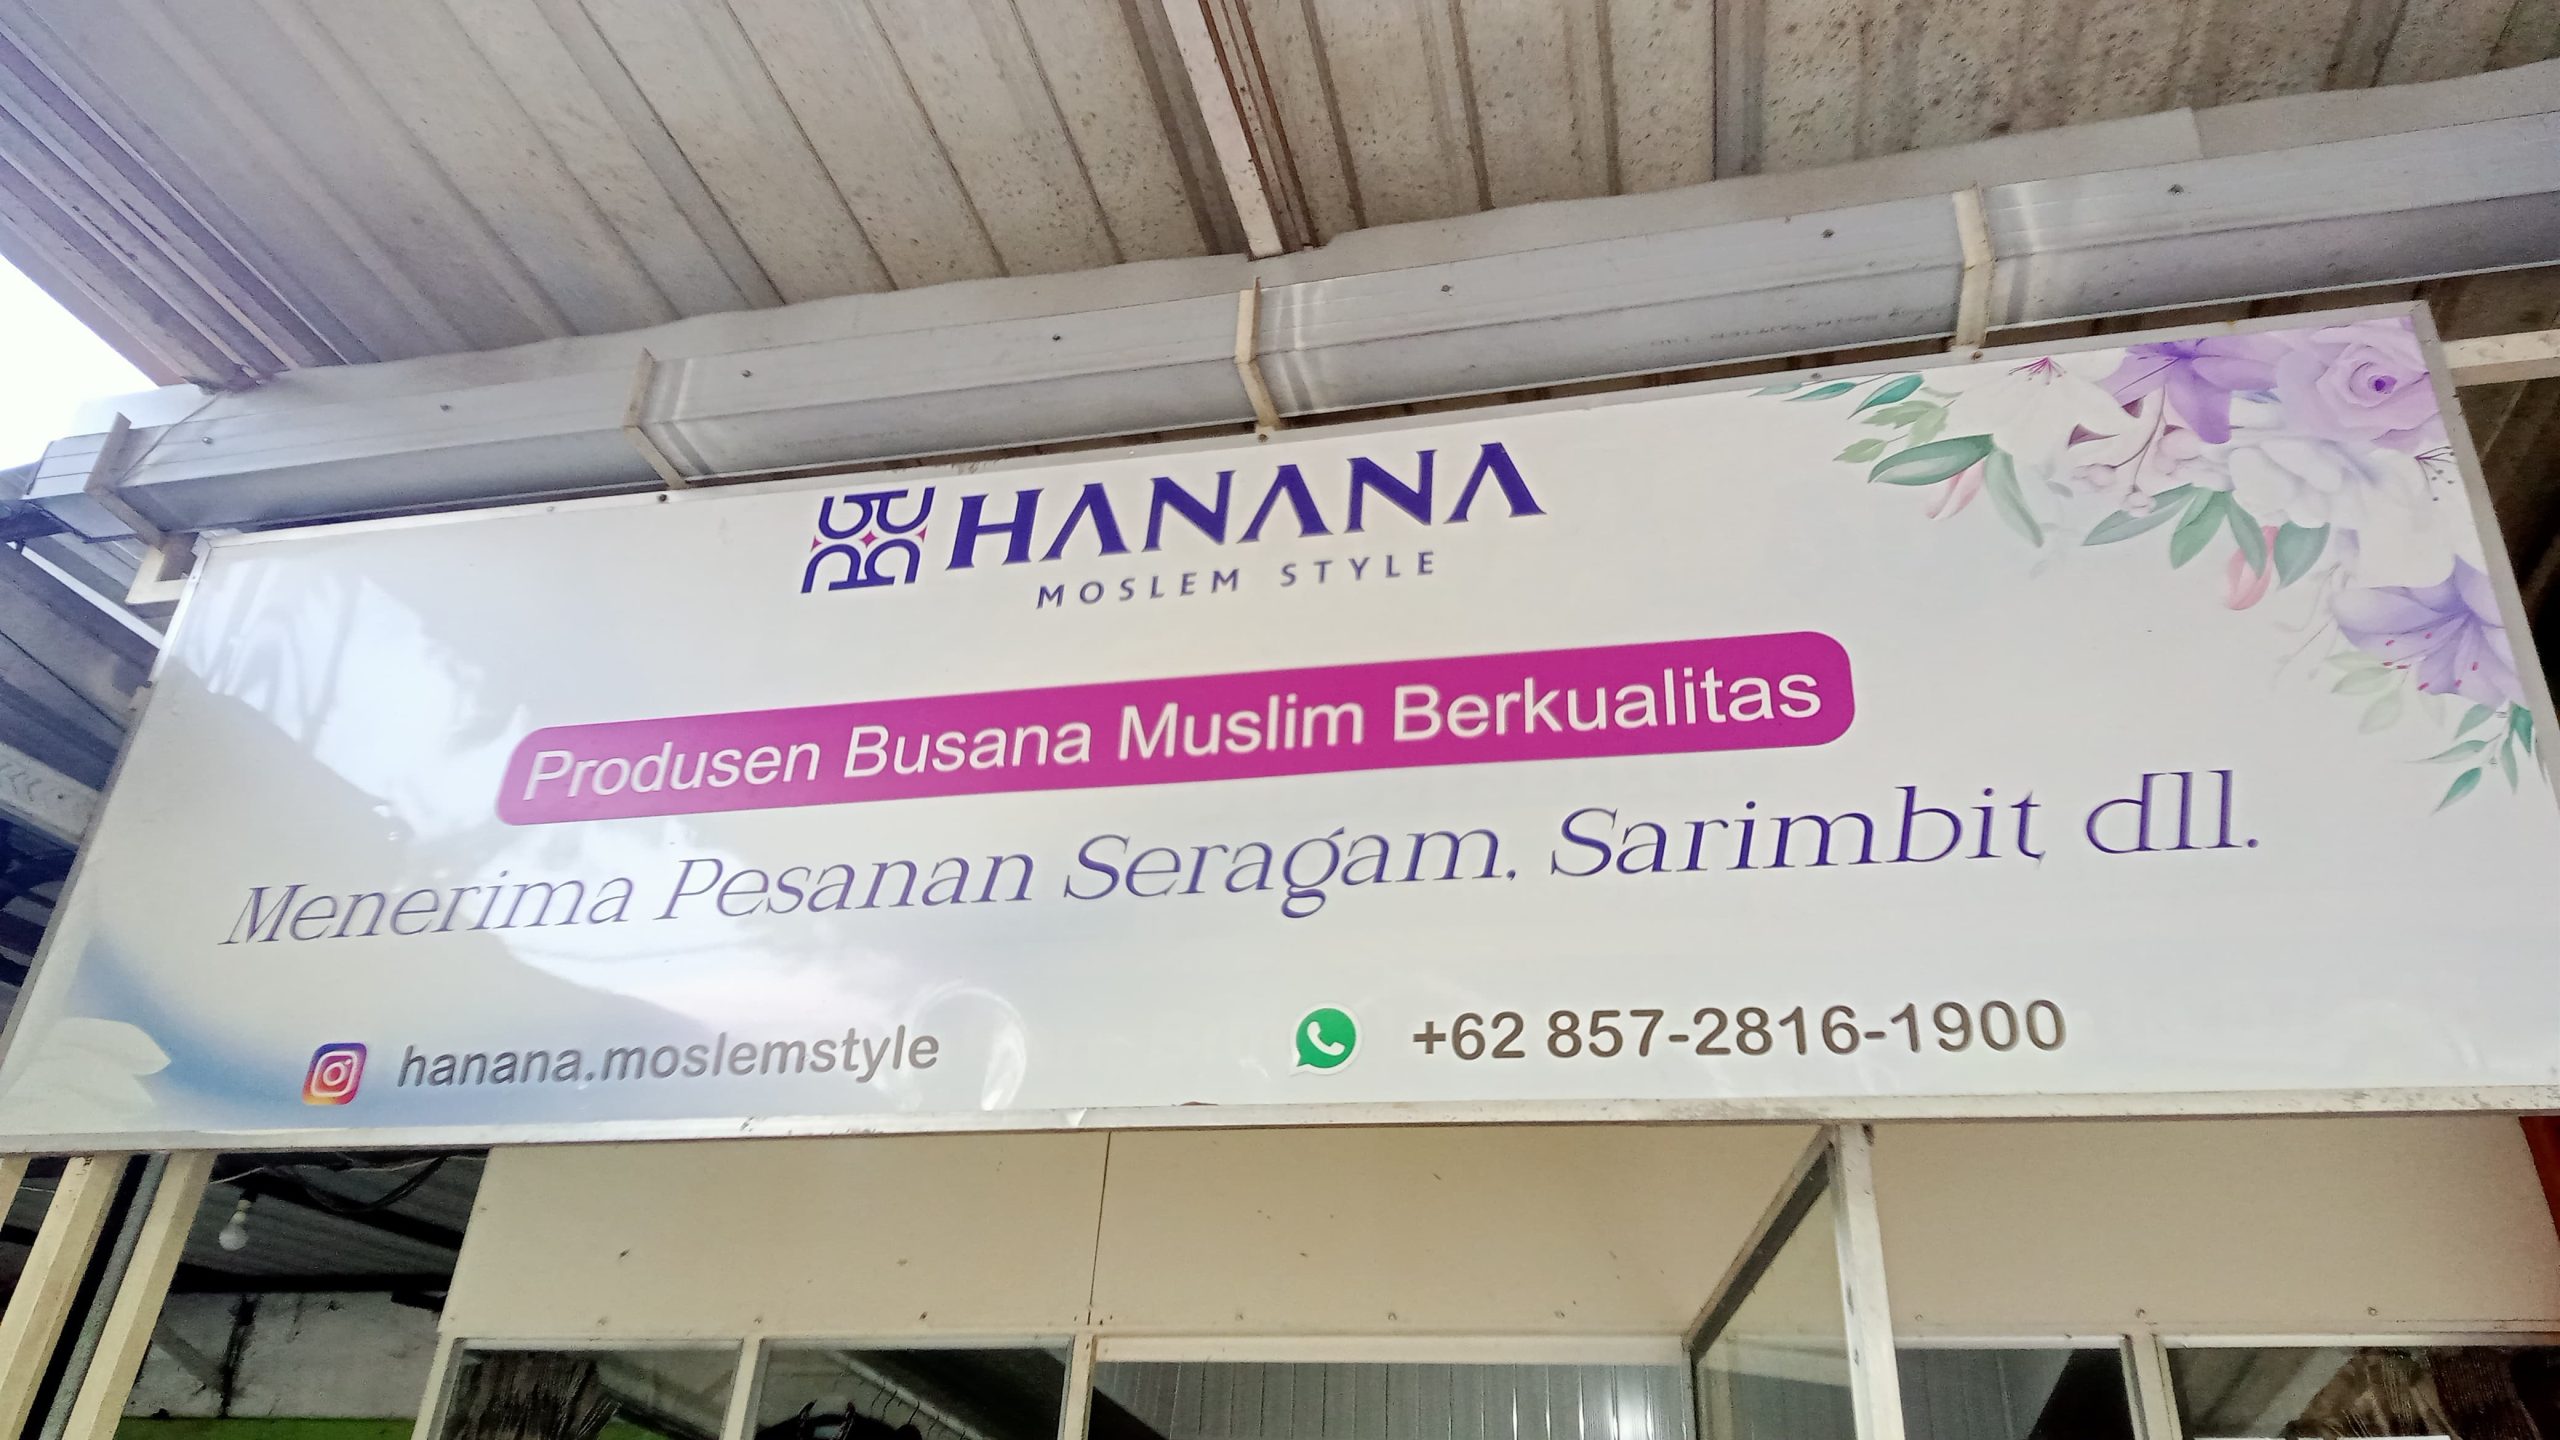 HANANA
MOSLEM STYLE
Produsen Busana Muslim Berkualitas
Menerima Pesanan Seragam, Sarimbit dll.
hanana.moslemstyle
+62 857-2816-1900